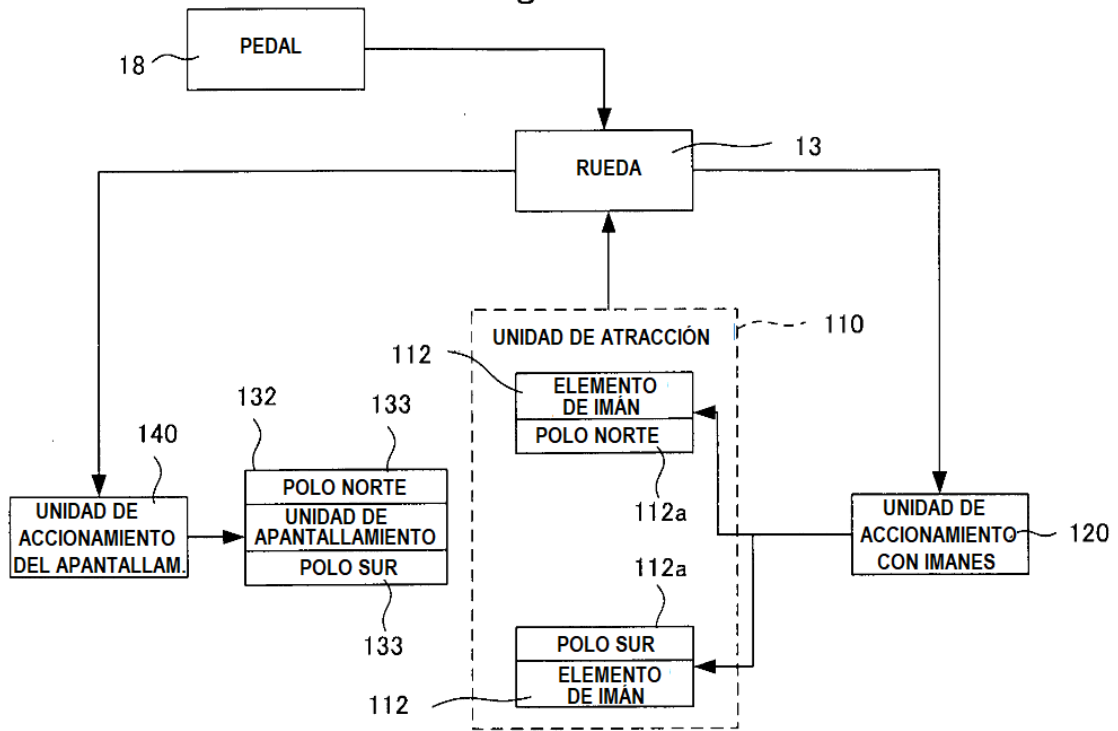 g
PEDAL
18
RUEDA
13
UNIDAD DE ATRACCIÓN
110
112
ELEMENTO
DE IMÁN
POLO NORTE
112a
132
133
POLO NORTE
UNIDAD DE
APANTALLAMIENTO
POLO SUR
133
140
UNIDAD DE
ACCIONAMIENTO
DEL APANTALLAM.
UNIDAD DE
ACCIONAMIENTO
CON IMANES
120
112a
POLO SUR
ELEMENTO
DE IMÁN
112